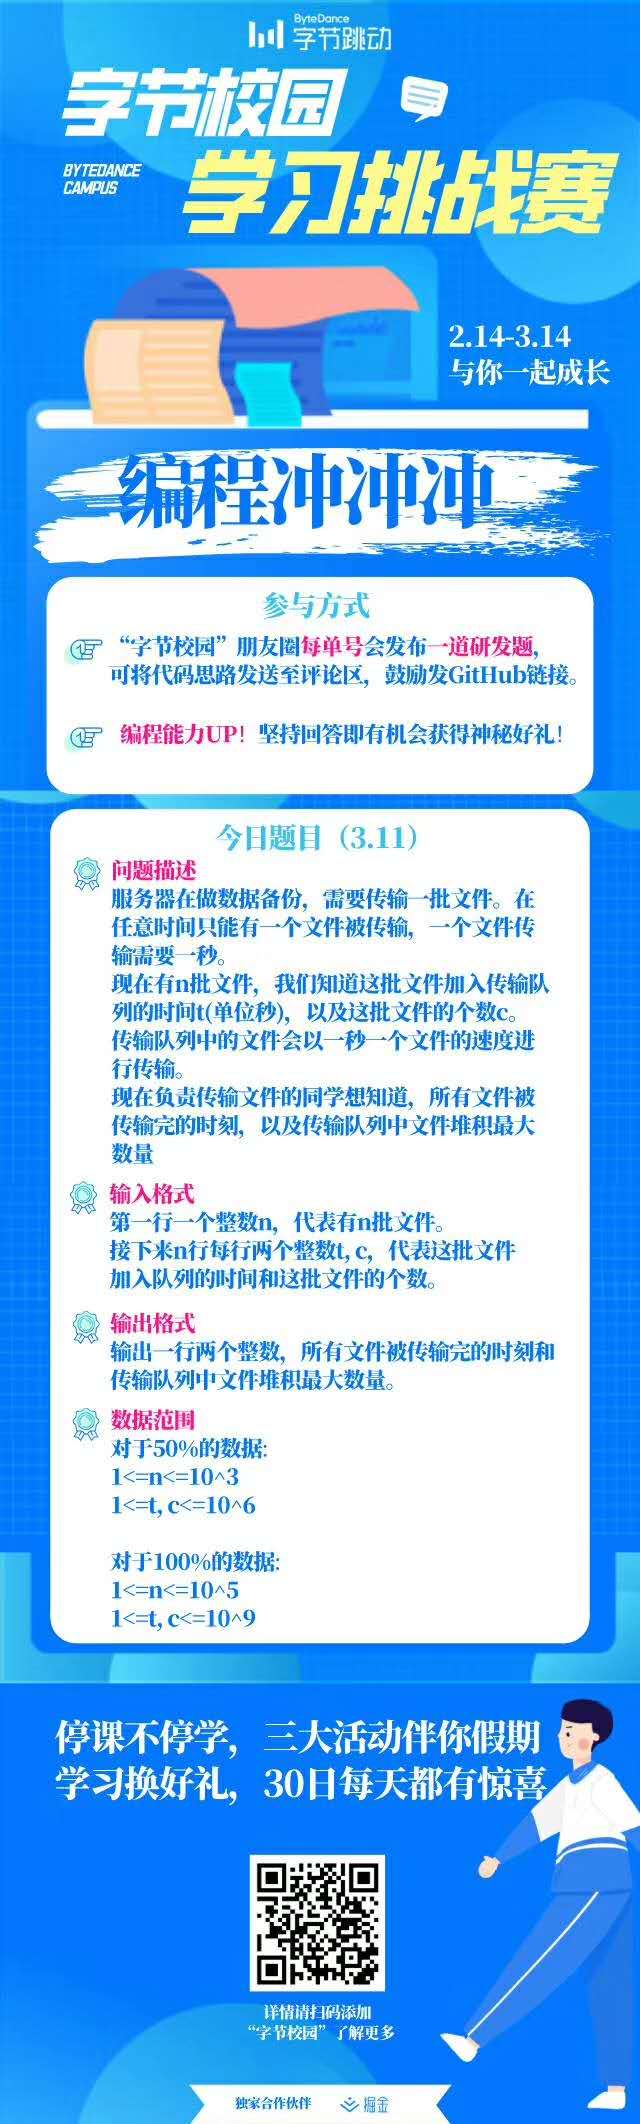 ByteDance
字节跳动
字节校园
BYTEDANCE
CAMPUS
学习挑战赛
2.14-3.14
与你一起成长
编程冲冲冲
参与方式
“字节校园”朋友圈每单号会发布一道研发题，
可将代码思路发送至评论区，鼓励发GitHub链接。
编程能力UP！坚持回答即有机会获得神秘好礼！
今日题目（3.11）
问题描述
服务器在做数据备份，需要传输一批文件。在
任意时间只能有一个文件被传输，一个文件传
输需要一秒。
现在有n批文件，我们知道这批文件加入传输队
列的时间t(单位秒)，以及这批文件的个数c。
传输队列中的文件会以一秒一个文件的速度进
行传输。
现在负责传输文件的同学想知道，所有文件被
传输完的时刻，以及传输队列中文件堆积最大
数量
输入格式
第一行一个整数n，代表有n批文件。
接下来n行每行两个整数t, c，代表这批文件
加入队列的时间和这批文件的个数。
输出格式
输出一行两个整数，所有文件被传输完的时刻和
传输队列中文件堆积最大数量。
数据范围
对于50%的数据:
1<=n<=10^3
1<=t, c<=10^6
对于100%的数据:
1<=n<=10^5
1<=t, c<=10^9
停课不停学，三大活动伴你假期
学习换好礼，30日每天都有惊喜
详情请扫码添加
“字节校园”了解更多
独家合作伙伴 掘金